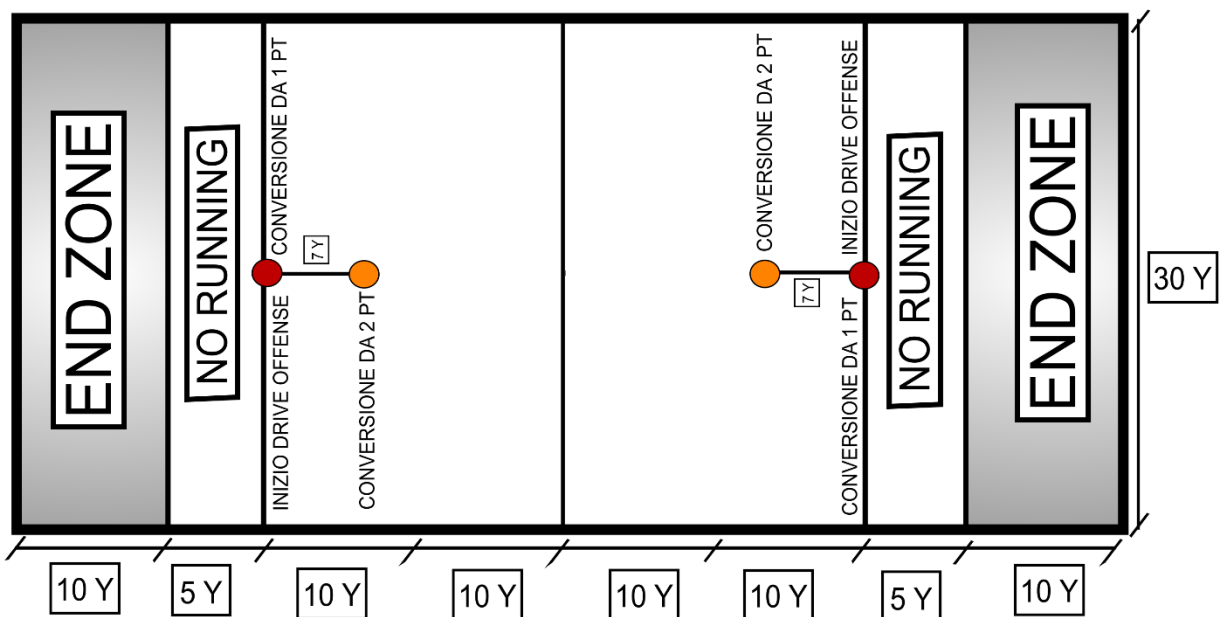 END ZONE
NO RUNNING
CONVERSIONE DA 1 PT
INIZIO DRIVE OFFENSE
7 Y
CONVERSIONE DA 2 PT
CONVERSIONE DA 2 PT
7 Y
INIZIO DRIVE OFFENSE
CONVERSIONE DA 1 PT
NO RUNNING
END ZONE
30 Y
10 Y
5 Y
10 Y
10 Y
10 Y
10 Y
5 Y
10 Y